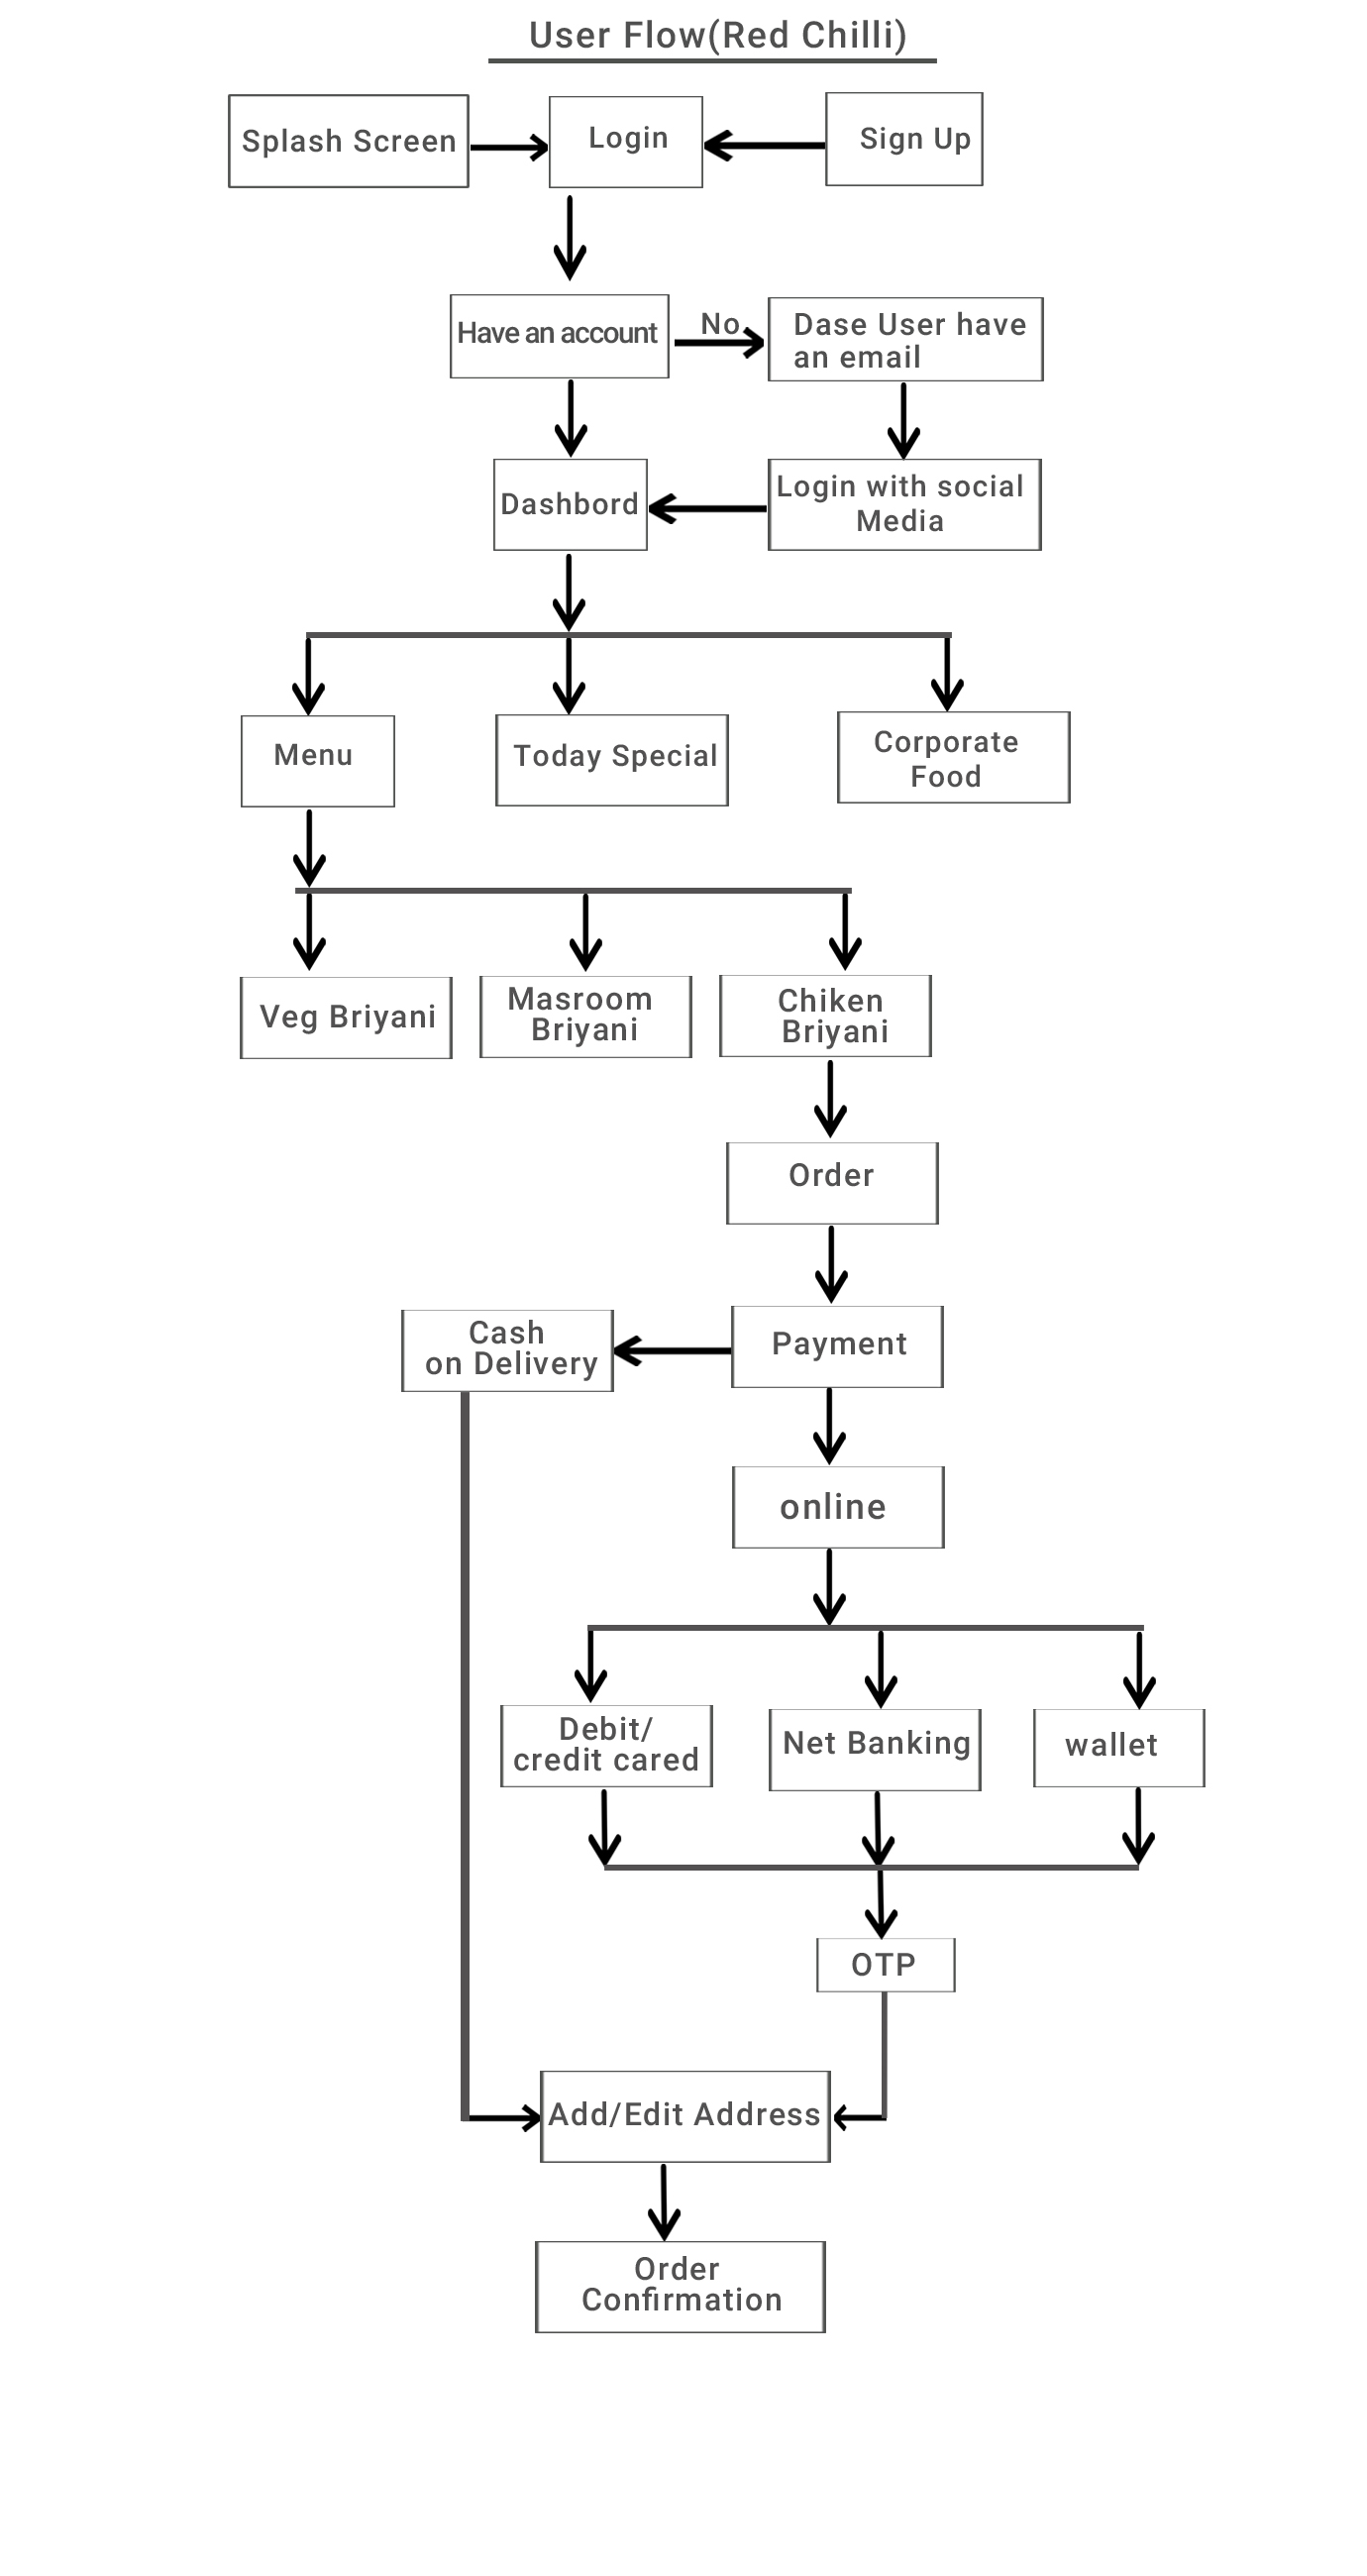 User Flow(Red Chilli)
Splash Screen
Login
Sign Up
Have an account
No
Dase User have
an email
Dashbord
Login with social
Media
Menu
Today Special
Corporate
Food
Veg Briyani
Masroom
Briyani
Chiken
Briyani
Order
Cash
on Delivery
Payment
online
Debit/
credit cared
Net Banking
wallet
OTP
Add/Edit Address
Order
Confirmation